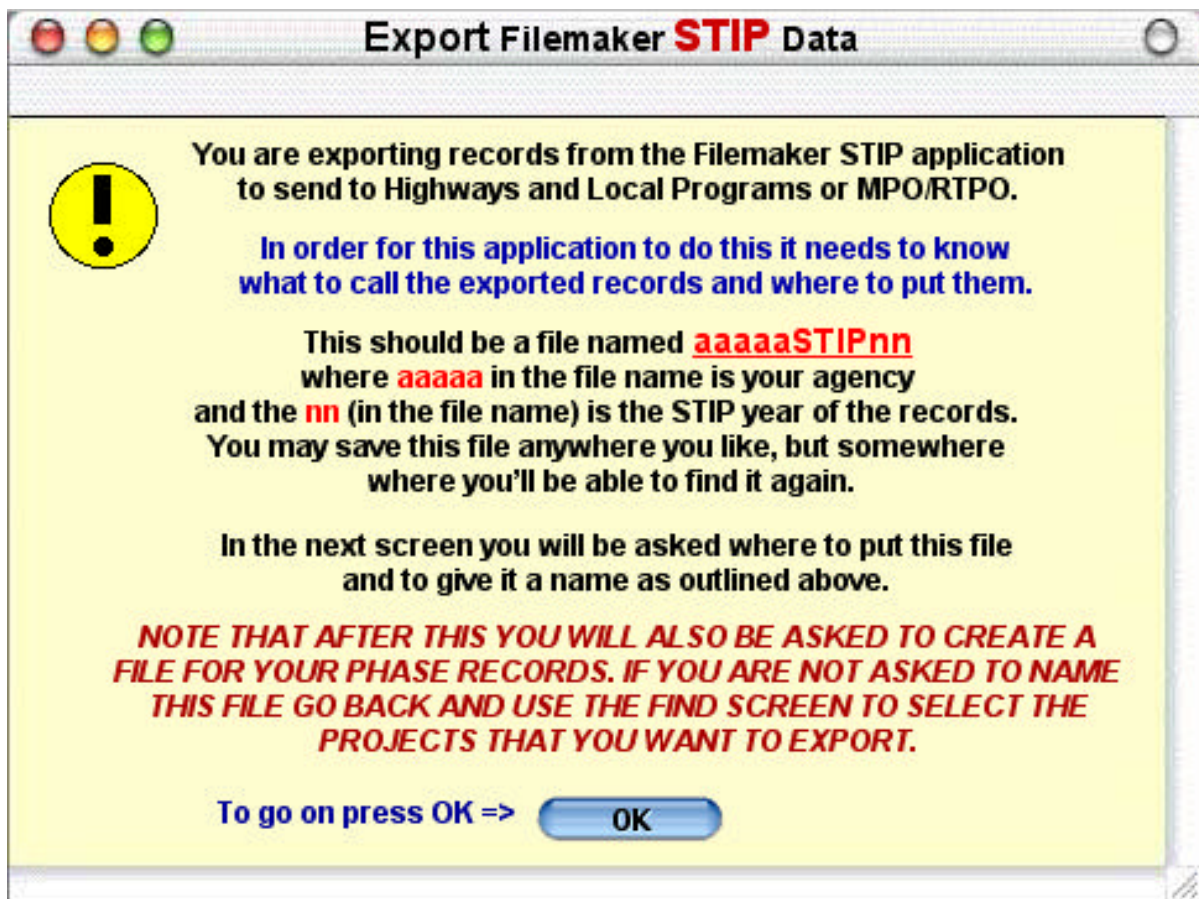 Export Filemaker STIP Data
You are exporting records from the Filemaker STIP application
to send to Highways and Local Programs or MPO/RTPO.
In order for this application to do this it needs to know
what to call the exported records and where to put them.
This should be a file named aaaaaSTIPnn
where aaaaa in the file name is your agency
and the nn (in the file name) is the STIP year of the records.
You may save this file anywhere you like, but somewhere
where you'll be able to find it again.
In the next screen you will be asked where to put this file
and to give it a name as outlined above.
NOTE THAT AFTER THIS YOU WILL ALSO BE ASKED TO CREATE A
FILE FOR YOUR PHASE RECORDS. IF YOU ARE NOT ASKED TO NAME
THIS FILE GO BACK AND USE THE FIND SCREEN TO SELECT THE
PROJECTS THAT YOU WANT TO EXPORT.
To go on press OK => OK